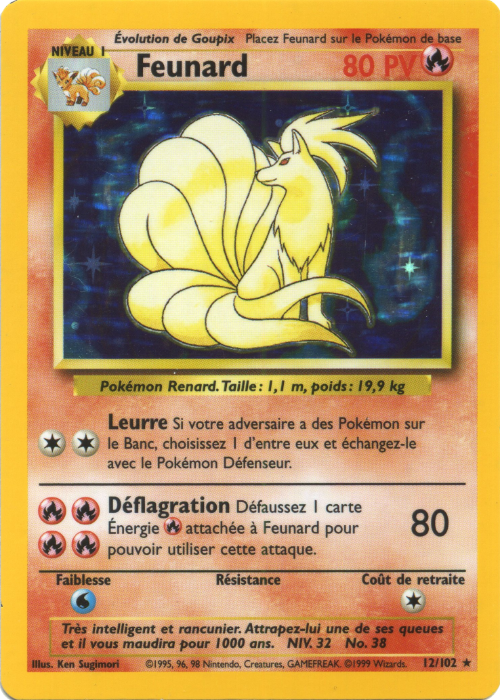 Évolution de Goupix Placez Feunard sur le Pokémon de base
NIVEAU 1
Feunard
80 PV
Pokémon Renard. Taille: 1,1 m, poids: 19,9 kg
Leurre Si votre adversaire a des Pokémon sur
le Banc, choisissez 1 d'entre eux et échangez-le
avec le Pokémon Défenseur.
Déflagration Défaussez 1 carte
Énergie attachée à Feunard pour
pouvoir utiliser cette attaque.
80
Faiblesse Résistance Coût de retraite
Très intelligent et rancunier. Attrapez-lui une de ses queues
et il vous maudira pour 1000 ans. NIV. 32 No. 38
Illus. Ken Sugimori ©1995, 96, 98 Nintendo, Creatures, GAMEFREAK. ©1999 Wizards. 12/102 ★